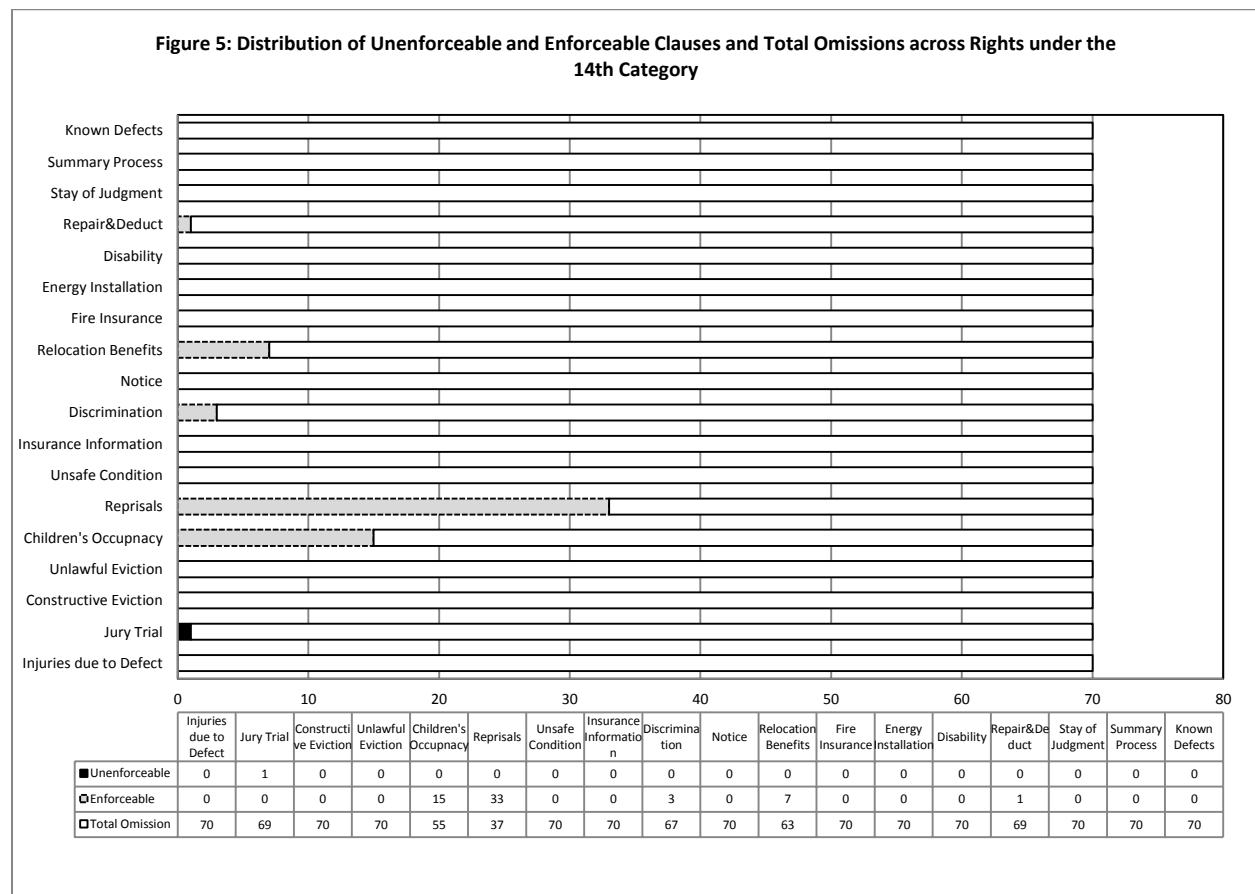 Figure 5: Distribution of Unenforceable and Enforceable Clauses and Total Omissions across Rights under the
14th Category
Known Defects
Summary Process
Stay of Judgment
Repair&Deduct
Disability
Energy Installation
Fire Insurance
Relocation Benefits
Notice
Discrimination
Insurance Information
Unsafe Condition
Reprisals
Children's Occupnacy
Unlawful Eviction
Constructive Eviction
Jury Trial
Injuries due to Defect
0 10 20 30 40 50 60 70 80
Injuries
due to
Defect
Jury Trial
Constructi
ve Eviction
Unlawful
Eviction
Children's
Occupnacy
Reprisals
Unsafe
Condition
Insurance
Informatio
n
Discrimina
tion
Notice
Relocation
Benefits
Fire
Insurance
Energy
Installation
Disability
Repair&De
duct
Stay of
Judgment
Summary
Process
Known
Defects
Unenforceable 0 1 0 0 0 0 0 0 0 0 0 0 0 0 0 0 0 0
Enforceable 0 0 0 0 15 33 0 0 3 0 7 0 0 0 1 0 0 0
Total Omission 70 69 70 70 55 37 70 70 67 70 63 70 70 70 69 70 70 70